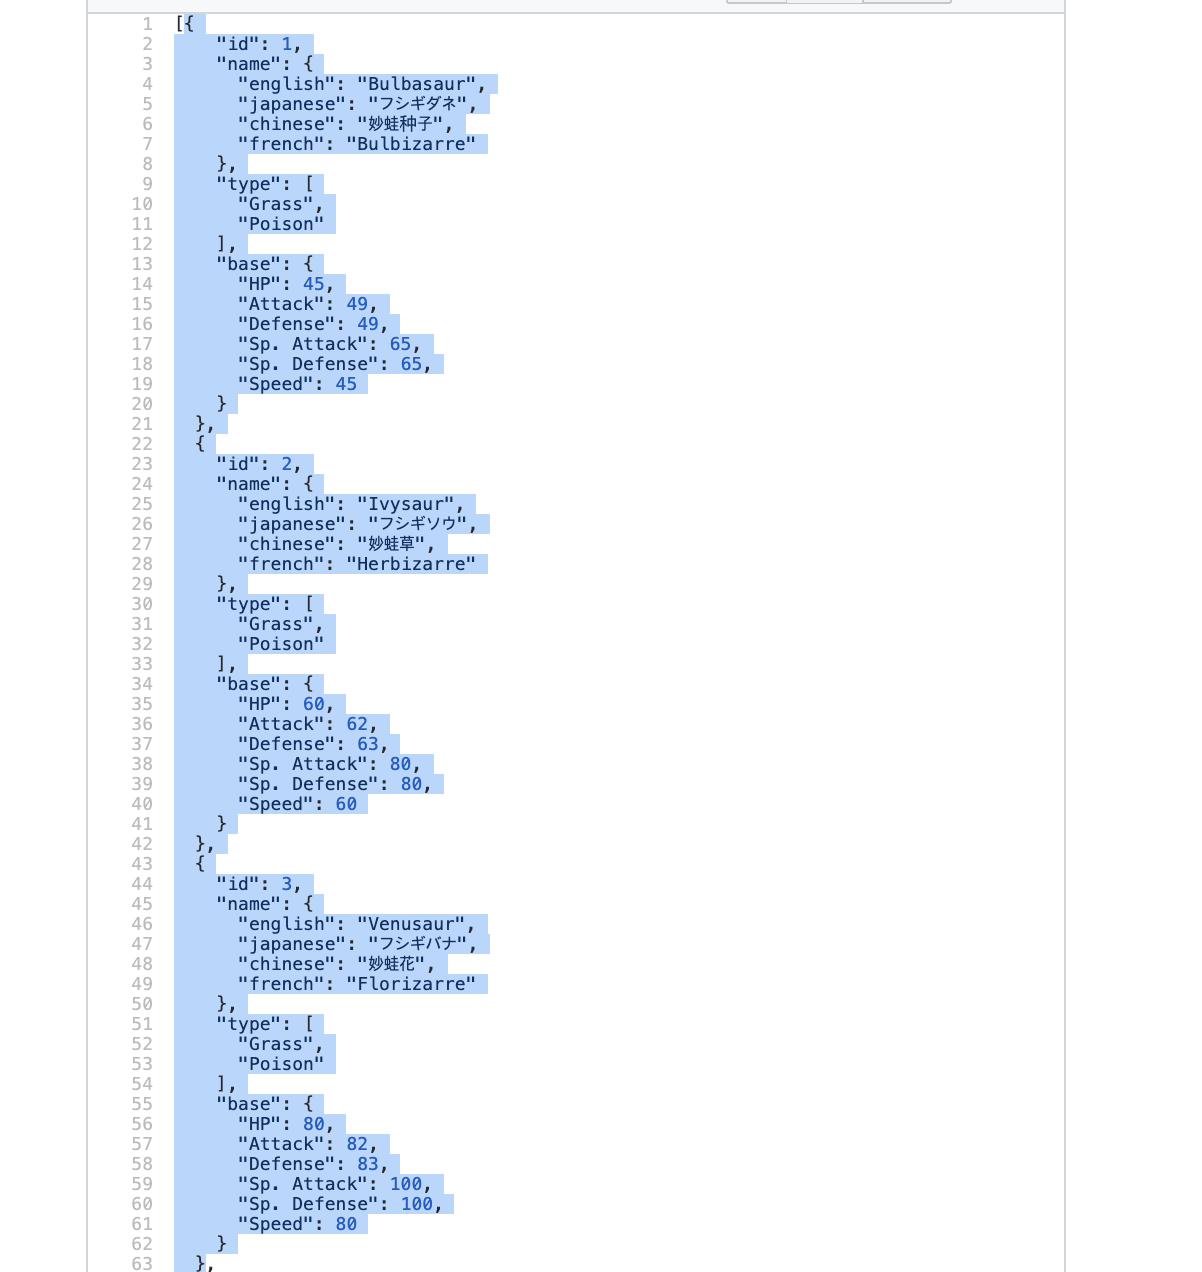 1 [{
2 "id": 1,
3 "name": {
4 "english": "Bulbasaur",
5 "japanese": "フシギダネ",
6 "chinese": "妙蛙种子",
7 "french": "Bulbizarre"
8 },
9 "type": [
10 "Grass",
11 "Poison"
12 ],
13 "base": {
14 "HP": 45,
15 "Attack": 49,
16 "Defense": 49,
17 "Sp. Attack": 65,
18 "Sp. Defense": 65,
19 "Speed": 45
20 }
21 },
22 {
23 "id": 2,
24 "name": {
25 "english": "Ivysaur",
26 "japanese": "フシギソウ",
27 "chinese": "妙蛙草",
28 "french": "Herbizarre"
29 },
30 "type": [
31 "Grass",
32 "Poison"
33 ],
34 "base": {
35 "HP": 60,
36 "Attack": 62,
37 "Defense": 63,
38 "Sp. Attack": 80,
39 "Sp. Defense": 80,
40 "Speed": 60
41 }
42 },
43 {
44 "id": 3,
45 "name": {
46 "english": "Venusaur",
47 "japanese": "フシギバナ",
48 "chinese": "妙蛙花",
49 "french": "Florizarre"
50 },
51 "type": [
52 "Grass",
53 "Poison"
54 ],
55 "base": {
56 "HP": 80,
57 "Attack": 82,
58 "Defense": 83,
59 "Sp. Attack": 100,
60 "Sp. Defense": 100,
61 "Speed": 80
62 }
63 },